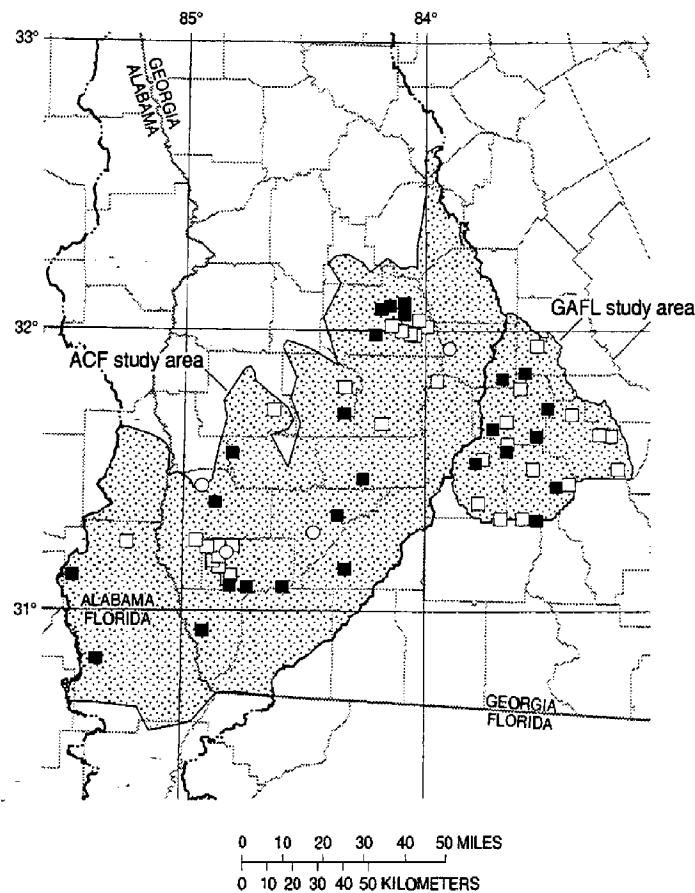 85° 84°
33°
GEORGIA
ALABAMA
32°
GAFL study area
ACF study area
31°
ALABAMA
FLORIDA
GEORGIA
FLORIDA
0 10 20 30 40 50 MILES
0 10 20 30 40 50 KILOMETERS